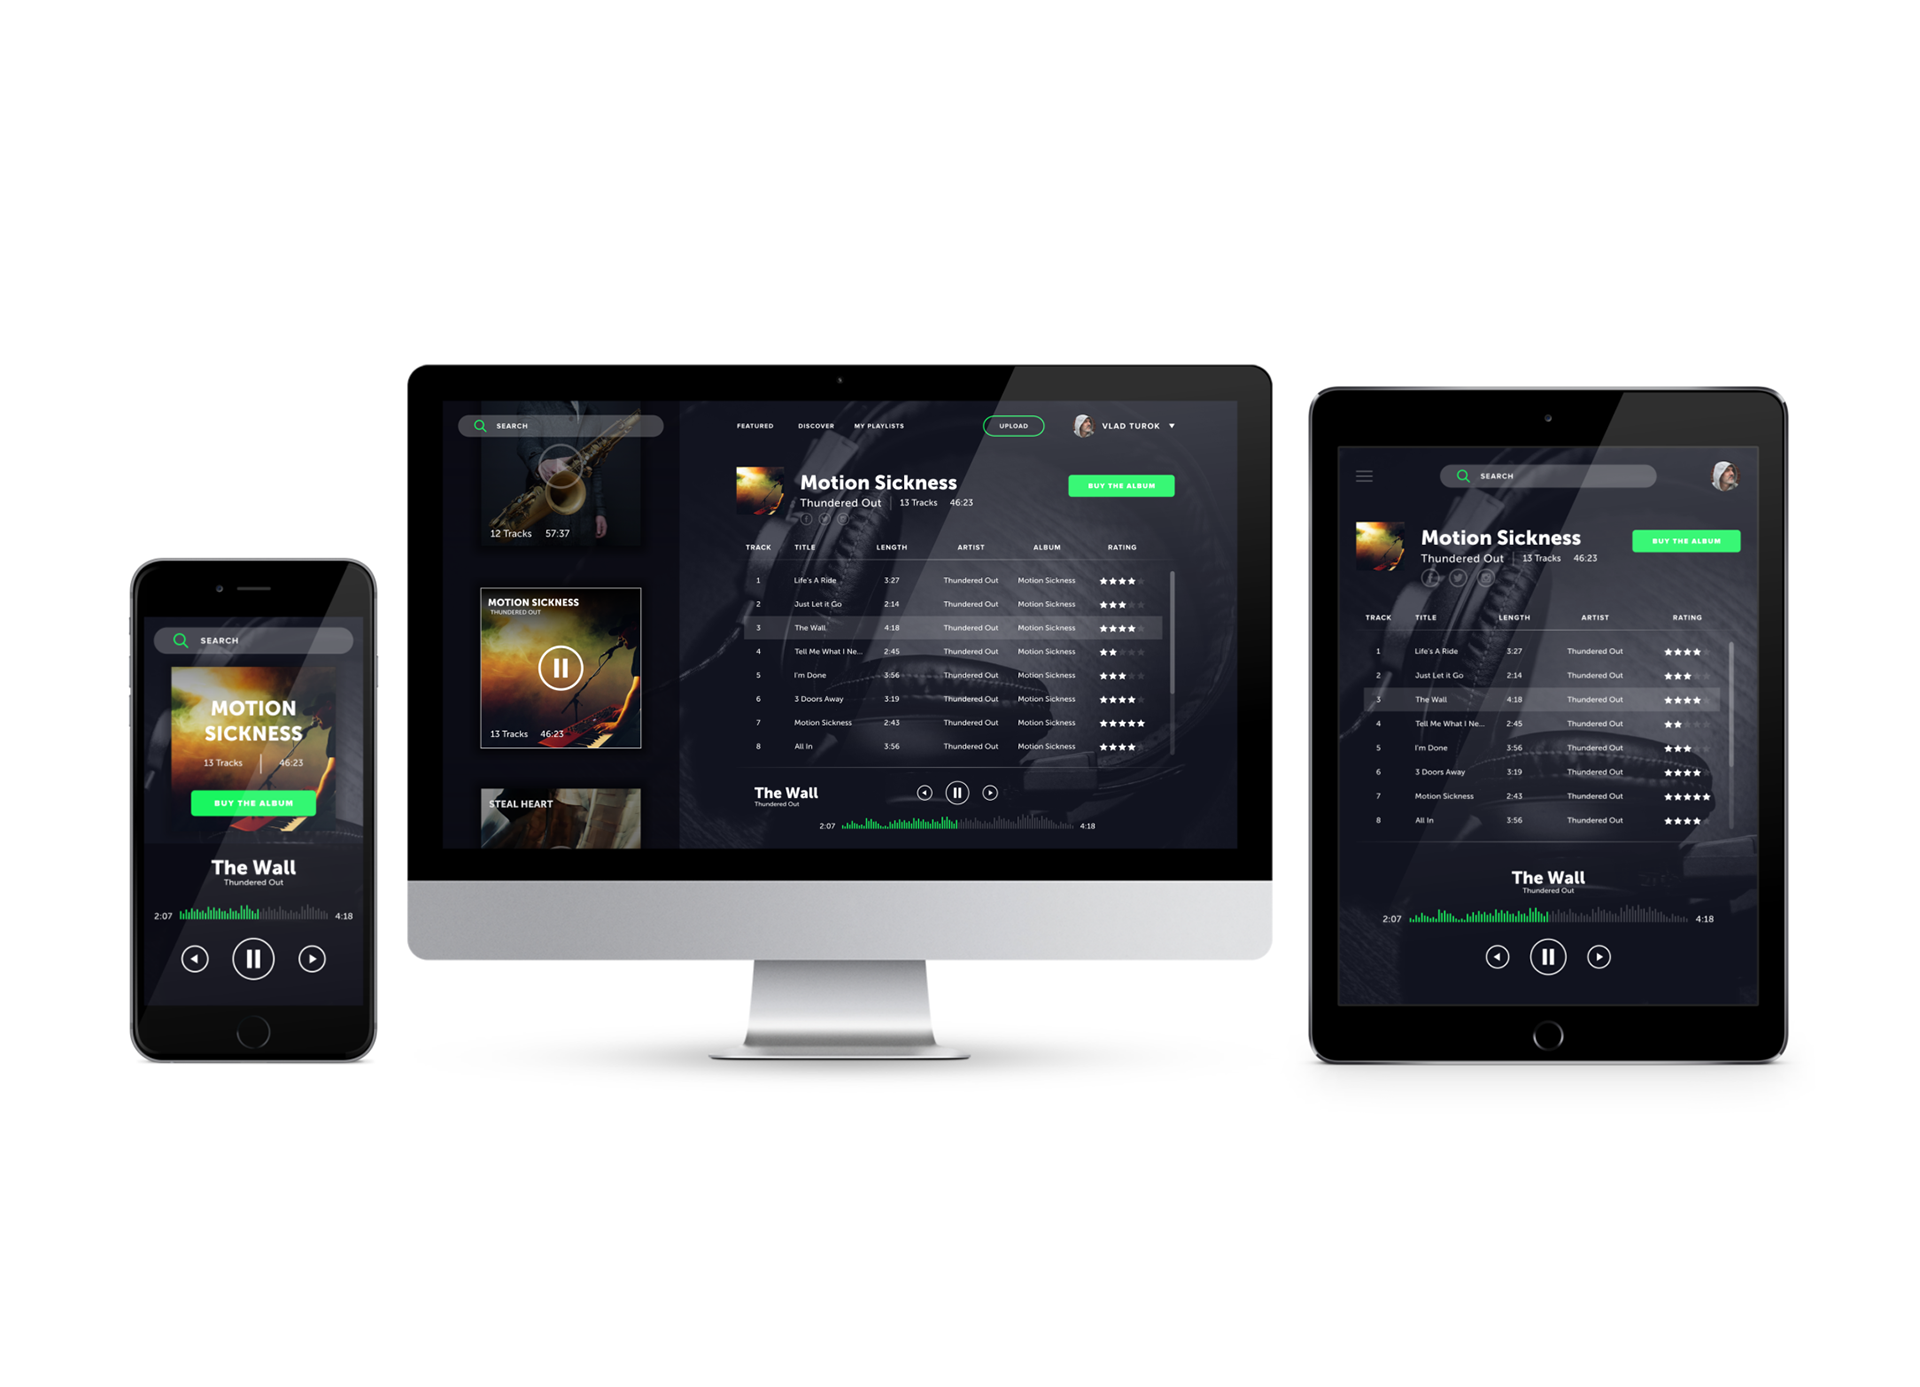 SEARCH
MOTION
SICKNESS
13 Tracks 46:23
BUY THE ALBUM
The Wall
Thundered Out
2:07 4:18
SEARCH
12 Tracks 57:37
MOTION SICKNESS
THUNDERED OUT
13 Tracks 46:23
STEAL HEART
FEATURED DISCOVER MY PLAYLISTS UPLOAD VLAD TUROK
Motion Sickness
Thundered Out 13 Tracks 46:23
BUY THE ALBUM
TRACK TITLE LENGTH ARTIST ALBUM RATING
1 Life's A Ride 3:27 Thundered Out Motion Sickness
2 Just Let it Go 2:14 Thundered Out Motion Sickness
3 The Wall 4:18 Thundered Out Motion Sickness
4 Tell Me What I Ne... 2:45 Thundered Out Motion Sickness
5 I'm Done 3:56 Thundered Out Motion Sickness
6 3 Doors Away 3:19 Thundered Out Motion Sickness
7 Motion Sickness 2:43 Thundered Out Motion Sickness
8 All In 3:56 Thundered Out Motion Sickness
The Wall
Thundered Out
2:07 4:18
SEARCH
Motion Sickness
Thundered Out 13 Tracks 46:23
BUY THE ALBUM
TRACK TITLE LENGTH ARTIST RATING
1 Life's A Ride 3:27 Thundered Out
2 Just Let it Go 2:14 Thundered Out
3 The Wall 4:18 Thundered Out
4 Tell Me What I Ne... 2:45 Thundered Out
5 I'm Done 3:56 Thundered Out
6 3 Doors Away 3:19 Thundered Out
7 Motion Sickness 2:43 Thundered Out
8 All In 3:56 Thundered Out
The Wall
Thundered Out
2:07 4:18